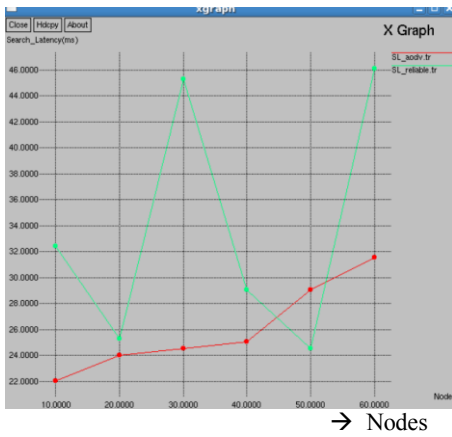 xgraph
Close Hdcpy About
X Graph
Search_Latency(ms)
SL_aodv.tr
SL_reliable.tr
46.0000
44.0000
42.0000
40.0000
38.0000
36.0000
34.0000
32.0000
30.0000
28.0000
26.0000
24.0000
22.0000
Node
10.0000 20.0000 30.0000 40.0000 50.0000 60.0000
→ Nodes